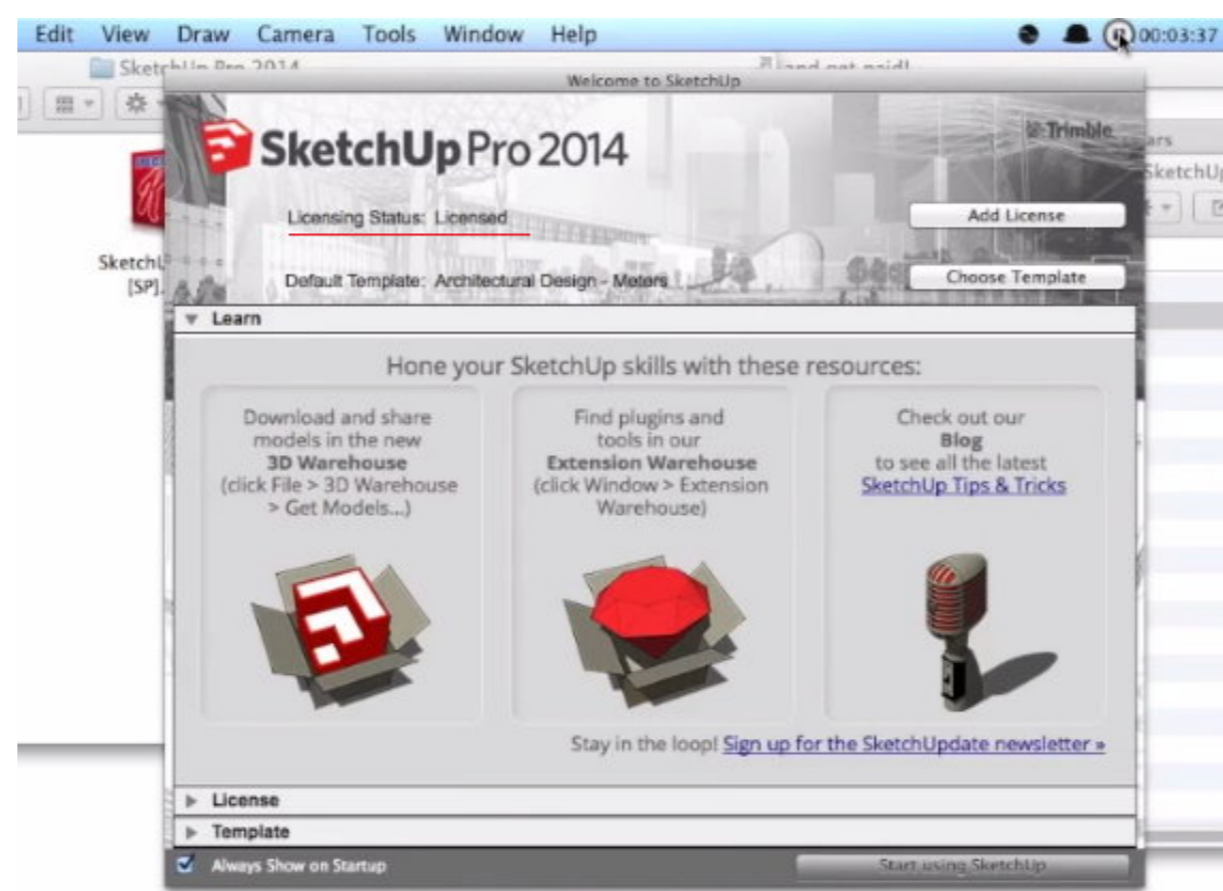 Edit View Draw Camera Tools Window Help 00:03:37
SketchUp Pro 2014
and get paid!
Welcome to SketchUp
SketchUp Pro 2014
Trimble
Licensing Status: Licensed
Add License
SketchU
[SP].
Default Template: Architectural Design - Meters
Choose Template
Learn
Hone your SketchUp skills with these resources:
Download and share
models in the new
3D Warehouse
(click File > 3D Warehouse
> Get Models...)
Find plugins and
tools in our
Extension Warehouse
(click Window > Extension
Warehouse)
Check out our
Blog
to see all the latest
SketchUp Tips & Tricks
Stay in the loop! Sign up for the SketchUpdate newsletter »
License
Template
Always Show on Startup
Start using SketchUp